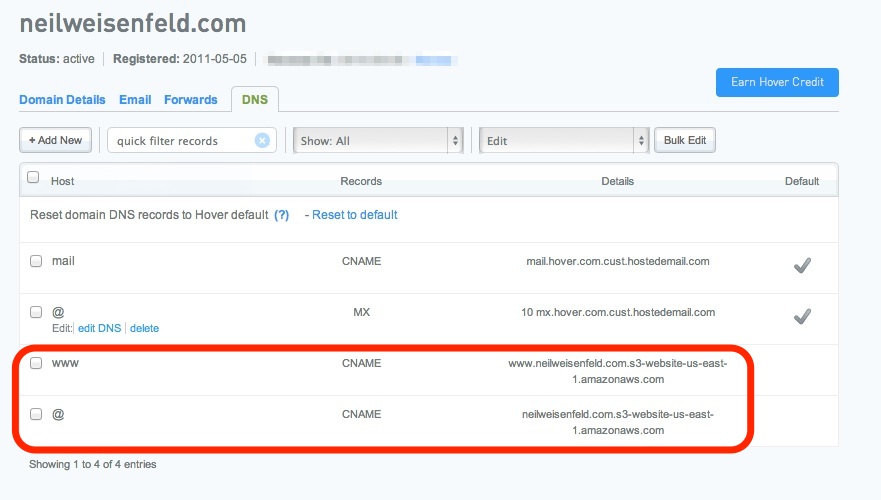 neilweisenfeld.com
Status: active Registered: 2011-05-05
Earn Hover Credit
Domain Details Email Forwards DNS
+ Add New quick filter records Show: All Edit Bulk Edit
Host Records Details Default
Reset domain DNS records to Hover default (?) - Reset to default
mail CNAME mail.hover.com.cust.hostedemail.com
@ MX 10 mx.hover.com.cust.hostedemail.com
Edit: edit DNS delete
www CNAME www.neilweisenfeld.com.s3-website-us-east-
1.amazonaws.com
@ CNAME neilweisenfeld.com.s3-website-us-east-
1.amazonaws.com
Showing 1 to 4 of 4 entries